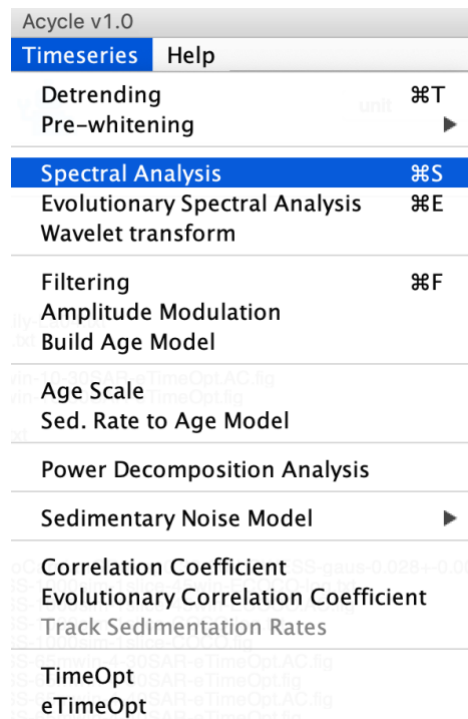 Acycle v1.0
Timeseries Help
Detrending ⌘T
unit
Pre-whitening ▶
Spectral Analysis ⌘S
Evolutionary Spectral Analysis ⌘E
Wavelet transform
Filtering ⌘F
Amplitude Modulation
Build Age Model
Age Scale
Sed. Rate to Age Model
Power Decomposition Analysis
Sedimentary Noise Model ▶
Correlation Coefficient
Evolutionary Correlation Coefficient
Track Sedimentation Rates
TimeOpt
eTimeOpt